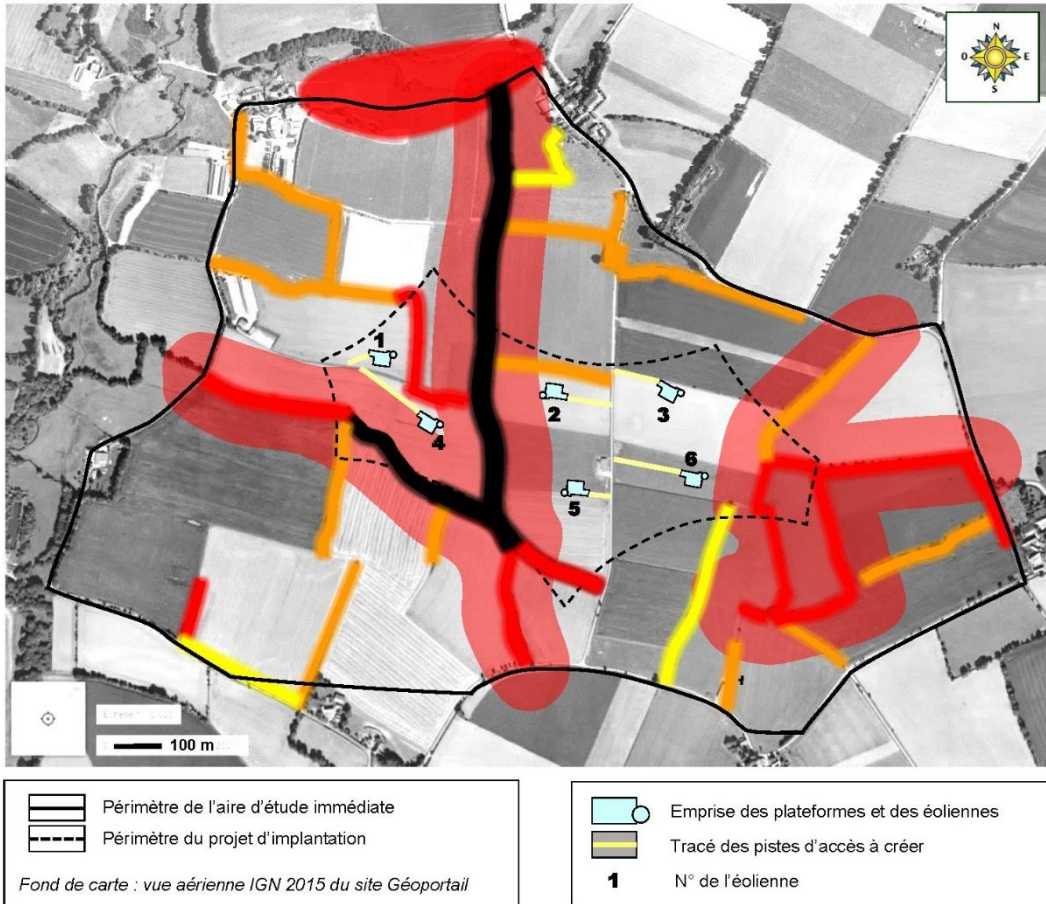 N
O E
S
1
2
3
4
5
6
100 m
Périmètre de l'aire d'étude immédiate
Périmètre du projet d'implantation
Fond de carte : vue aérienne IGN 2015 du site Géoportail
Emprise des plateformes et des éoliennes
Tracé des pistes d'accès à créer
1 N° de l'éolienne